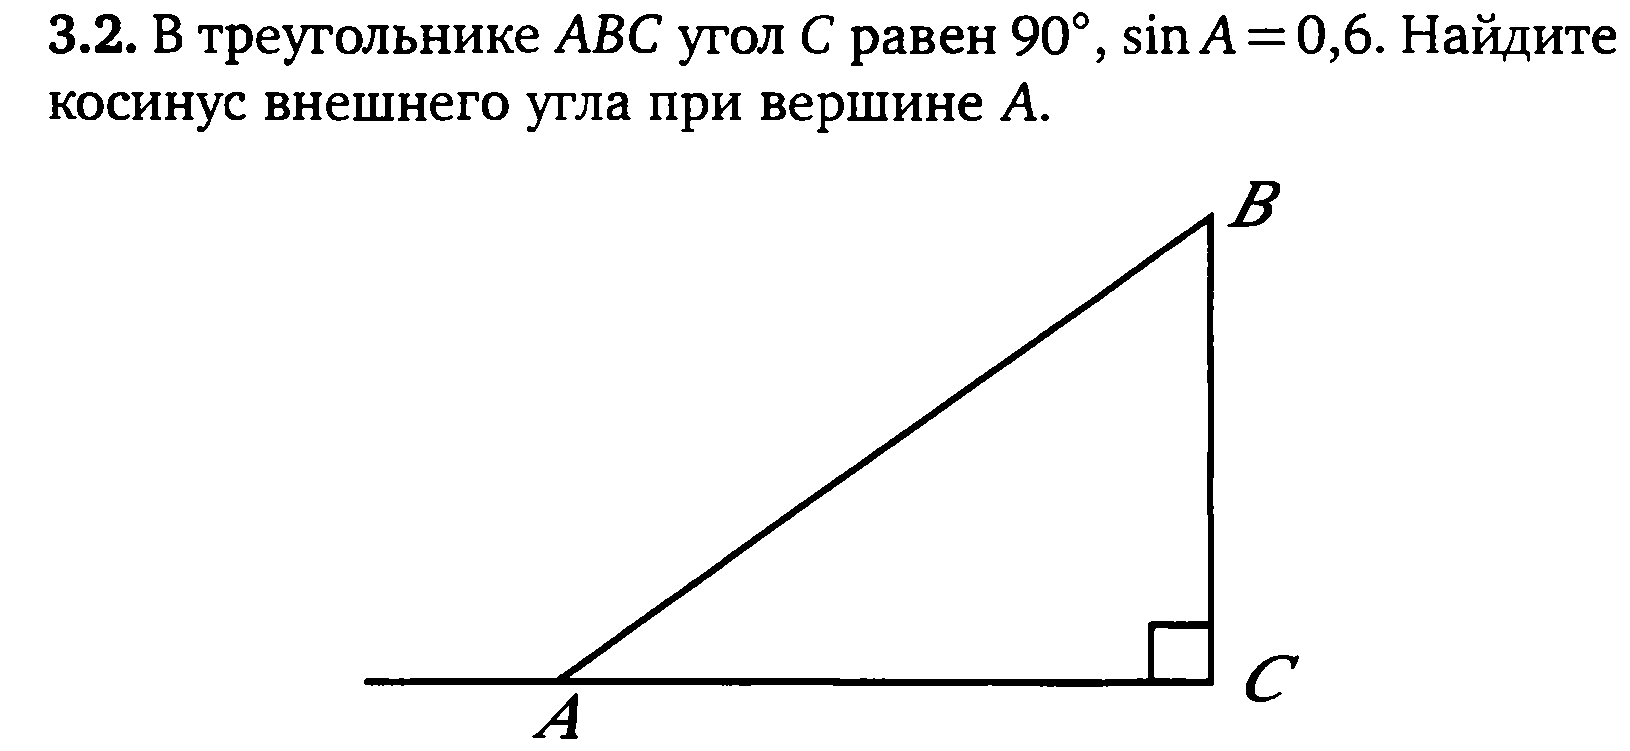 3.2. В треугольнике ABC угол C равен 90°, sin A = 0,6. Найдите
косинус внешнего угла при вершине A.
B
C
A